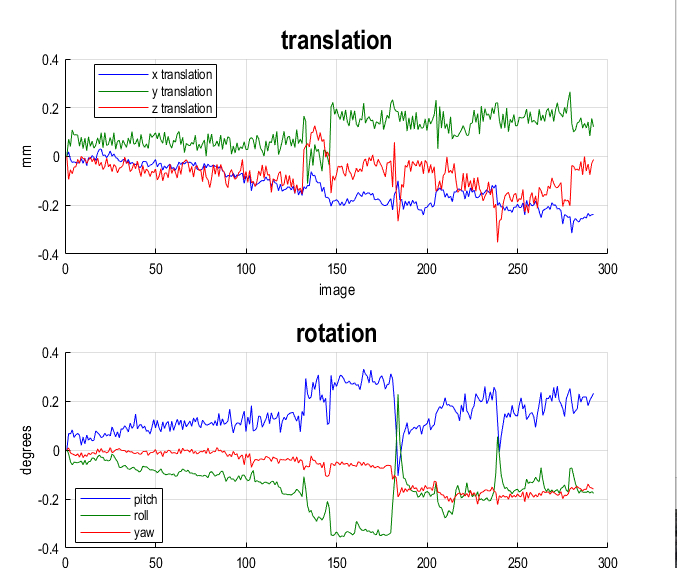 translation
0.4
0.2
0
-0.2
-0.4
mm
x translation
y translation
z translation
0 50 100 150 200 250 300
image
rotation
0.4
0.2
0
-0.2
-0.4
degrees
pitch
roll
yaw
0 50 100 150 200 250 300